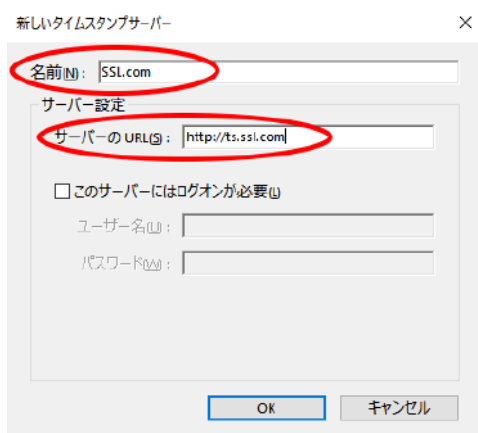 新しいタイムスタンプサーバー
名前(N): SSL.com
サーバー設定
サーバーの URL(S): http://ts.ssl.com
このサーバーにはログオンが必要(L)
ユーザー名(U):
パスワード(W):
OK キャンセル